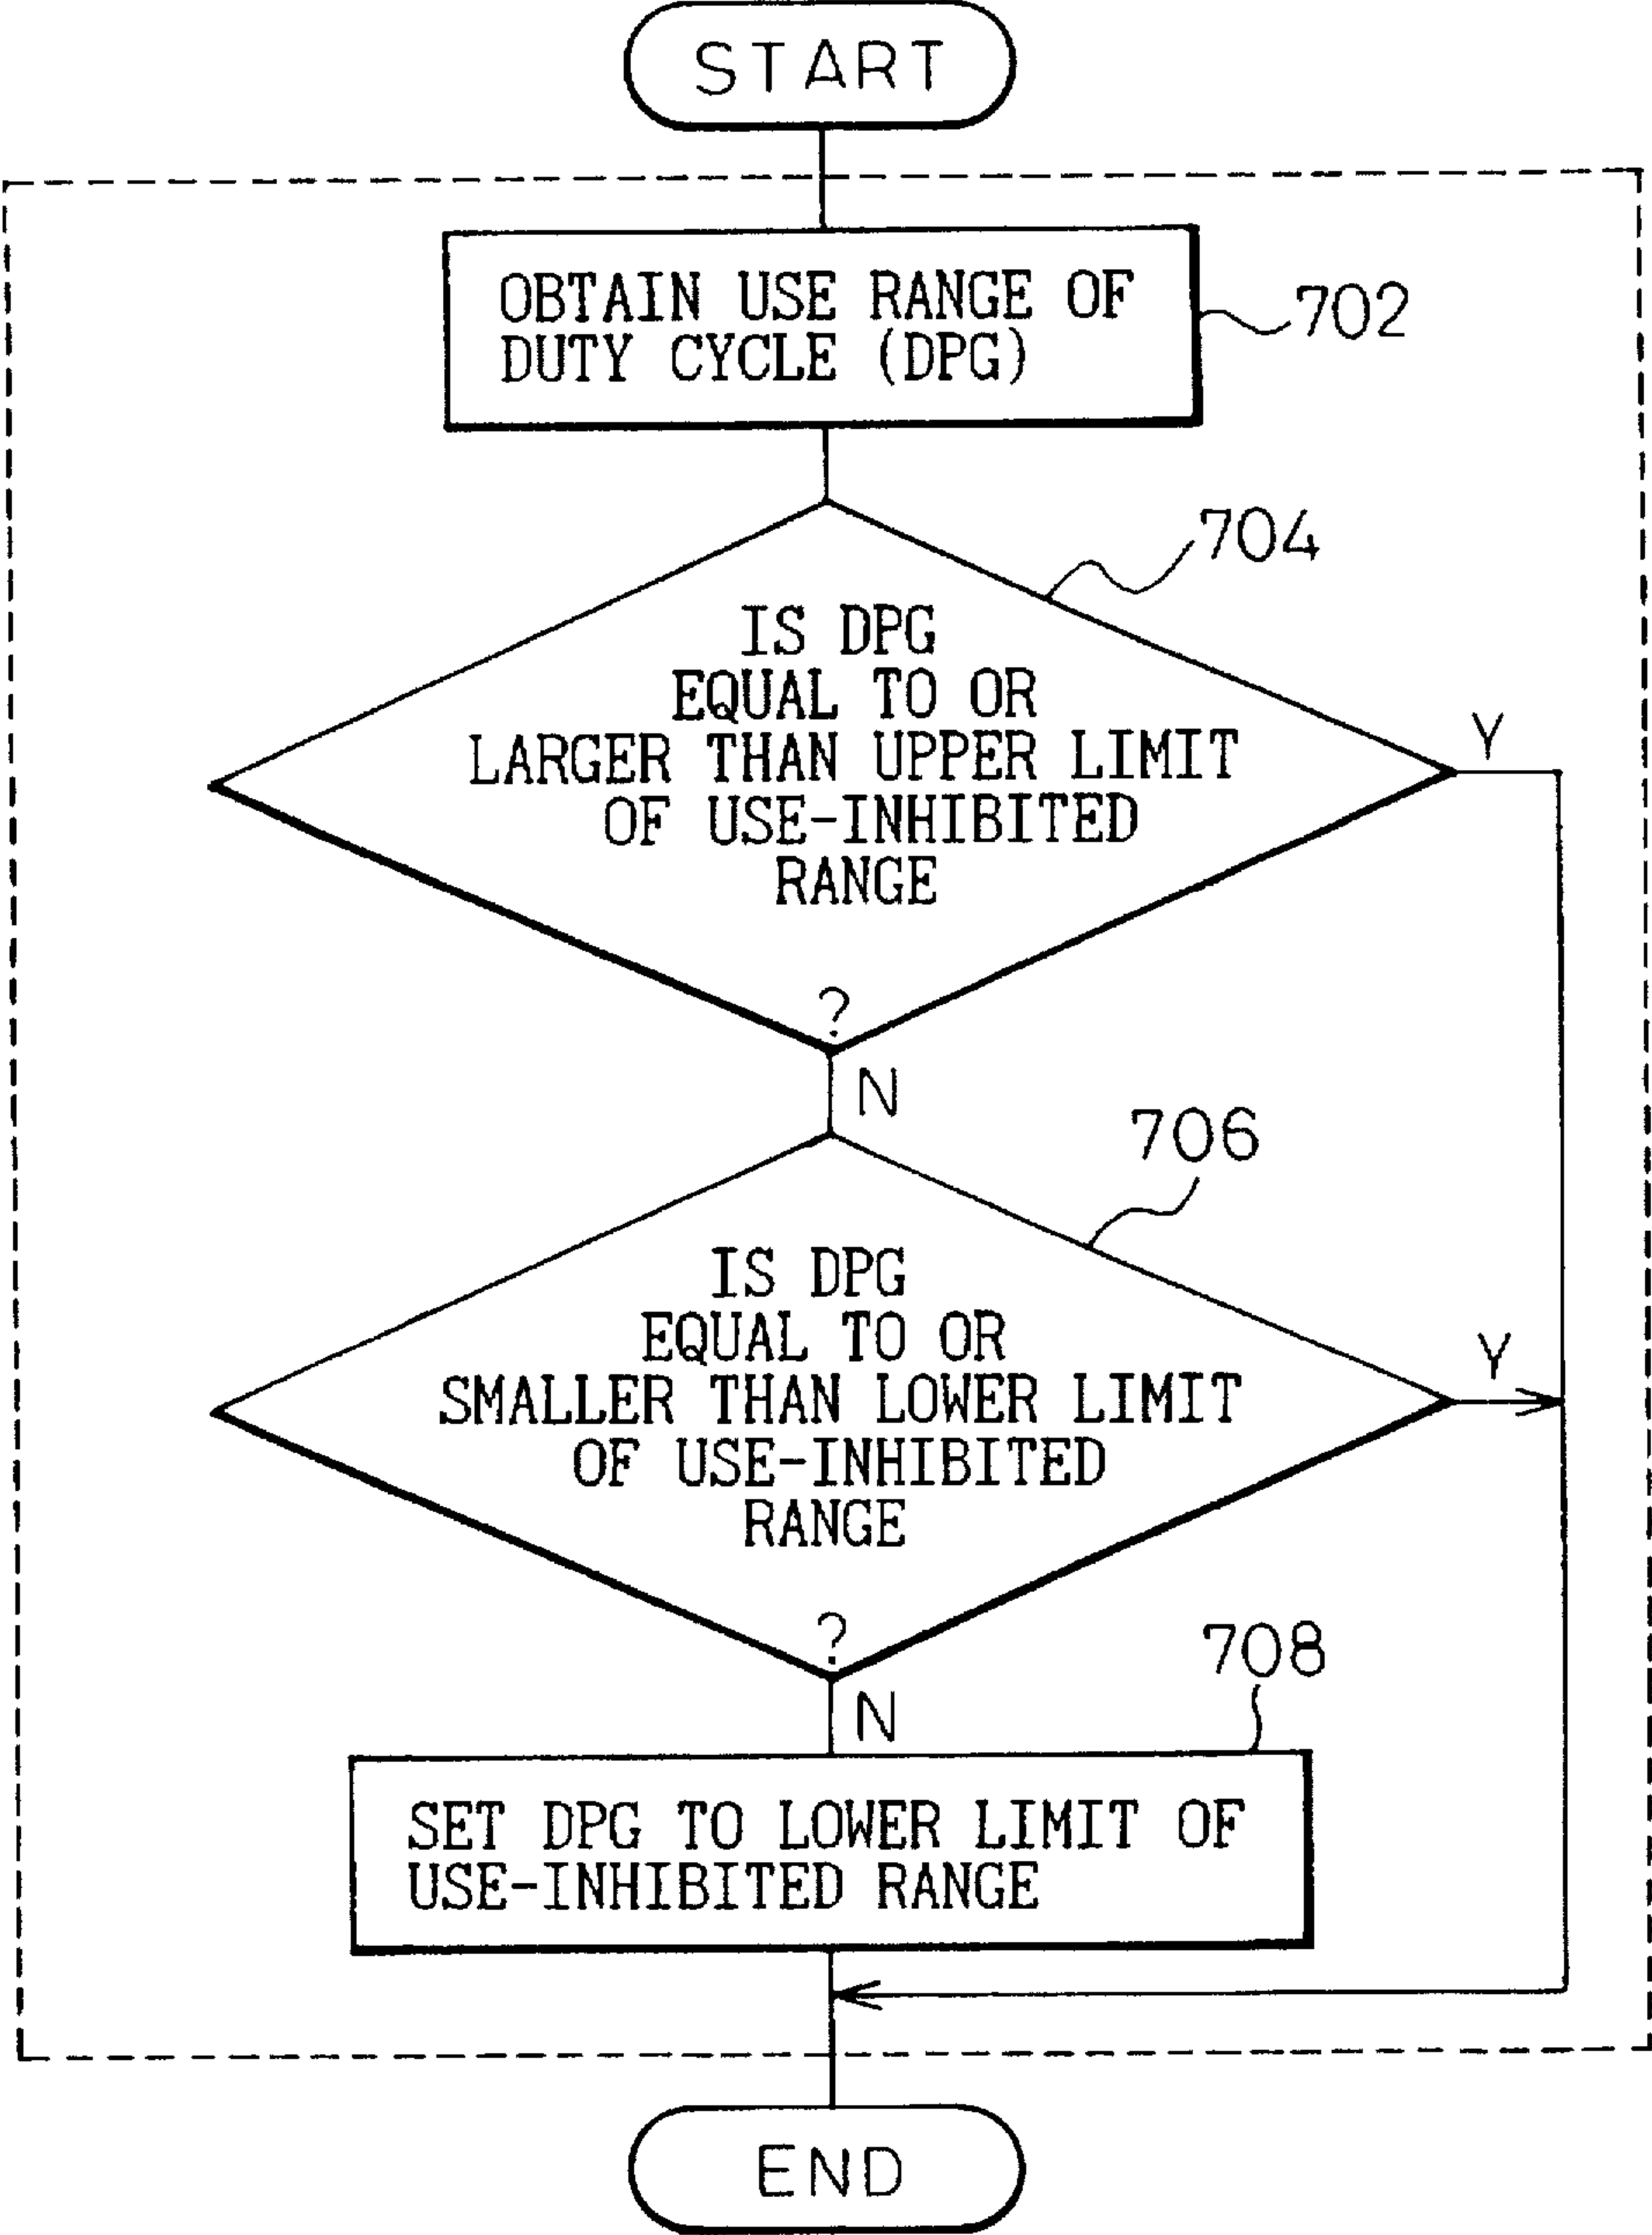 START
OBTAIN USE RANGE OF
DUTY CYCLE (DPG)
702
704
IS DPG
EQUAL TO OR
LARGER THAN UPPER LIMIT
OF USE-INHIBITED
RANGE
?
Y
N
706
IS DPG
EQUAL TO OR
SMALLER THAN LOWER LIMIT
OF USE-INHIBITED
RANGE
?
Y
N
708
SET DPG TO LOWER LIMIT OF
USE-INHIBITED RANGE
END